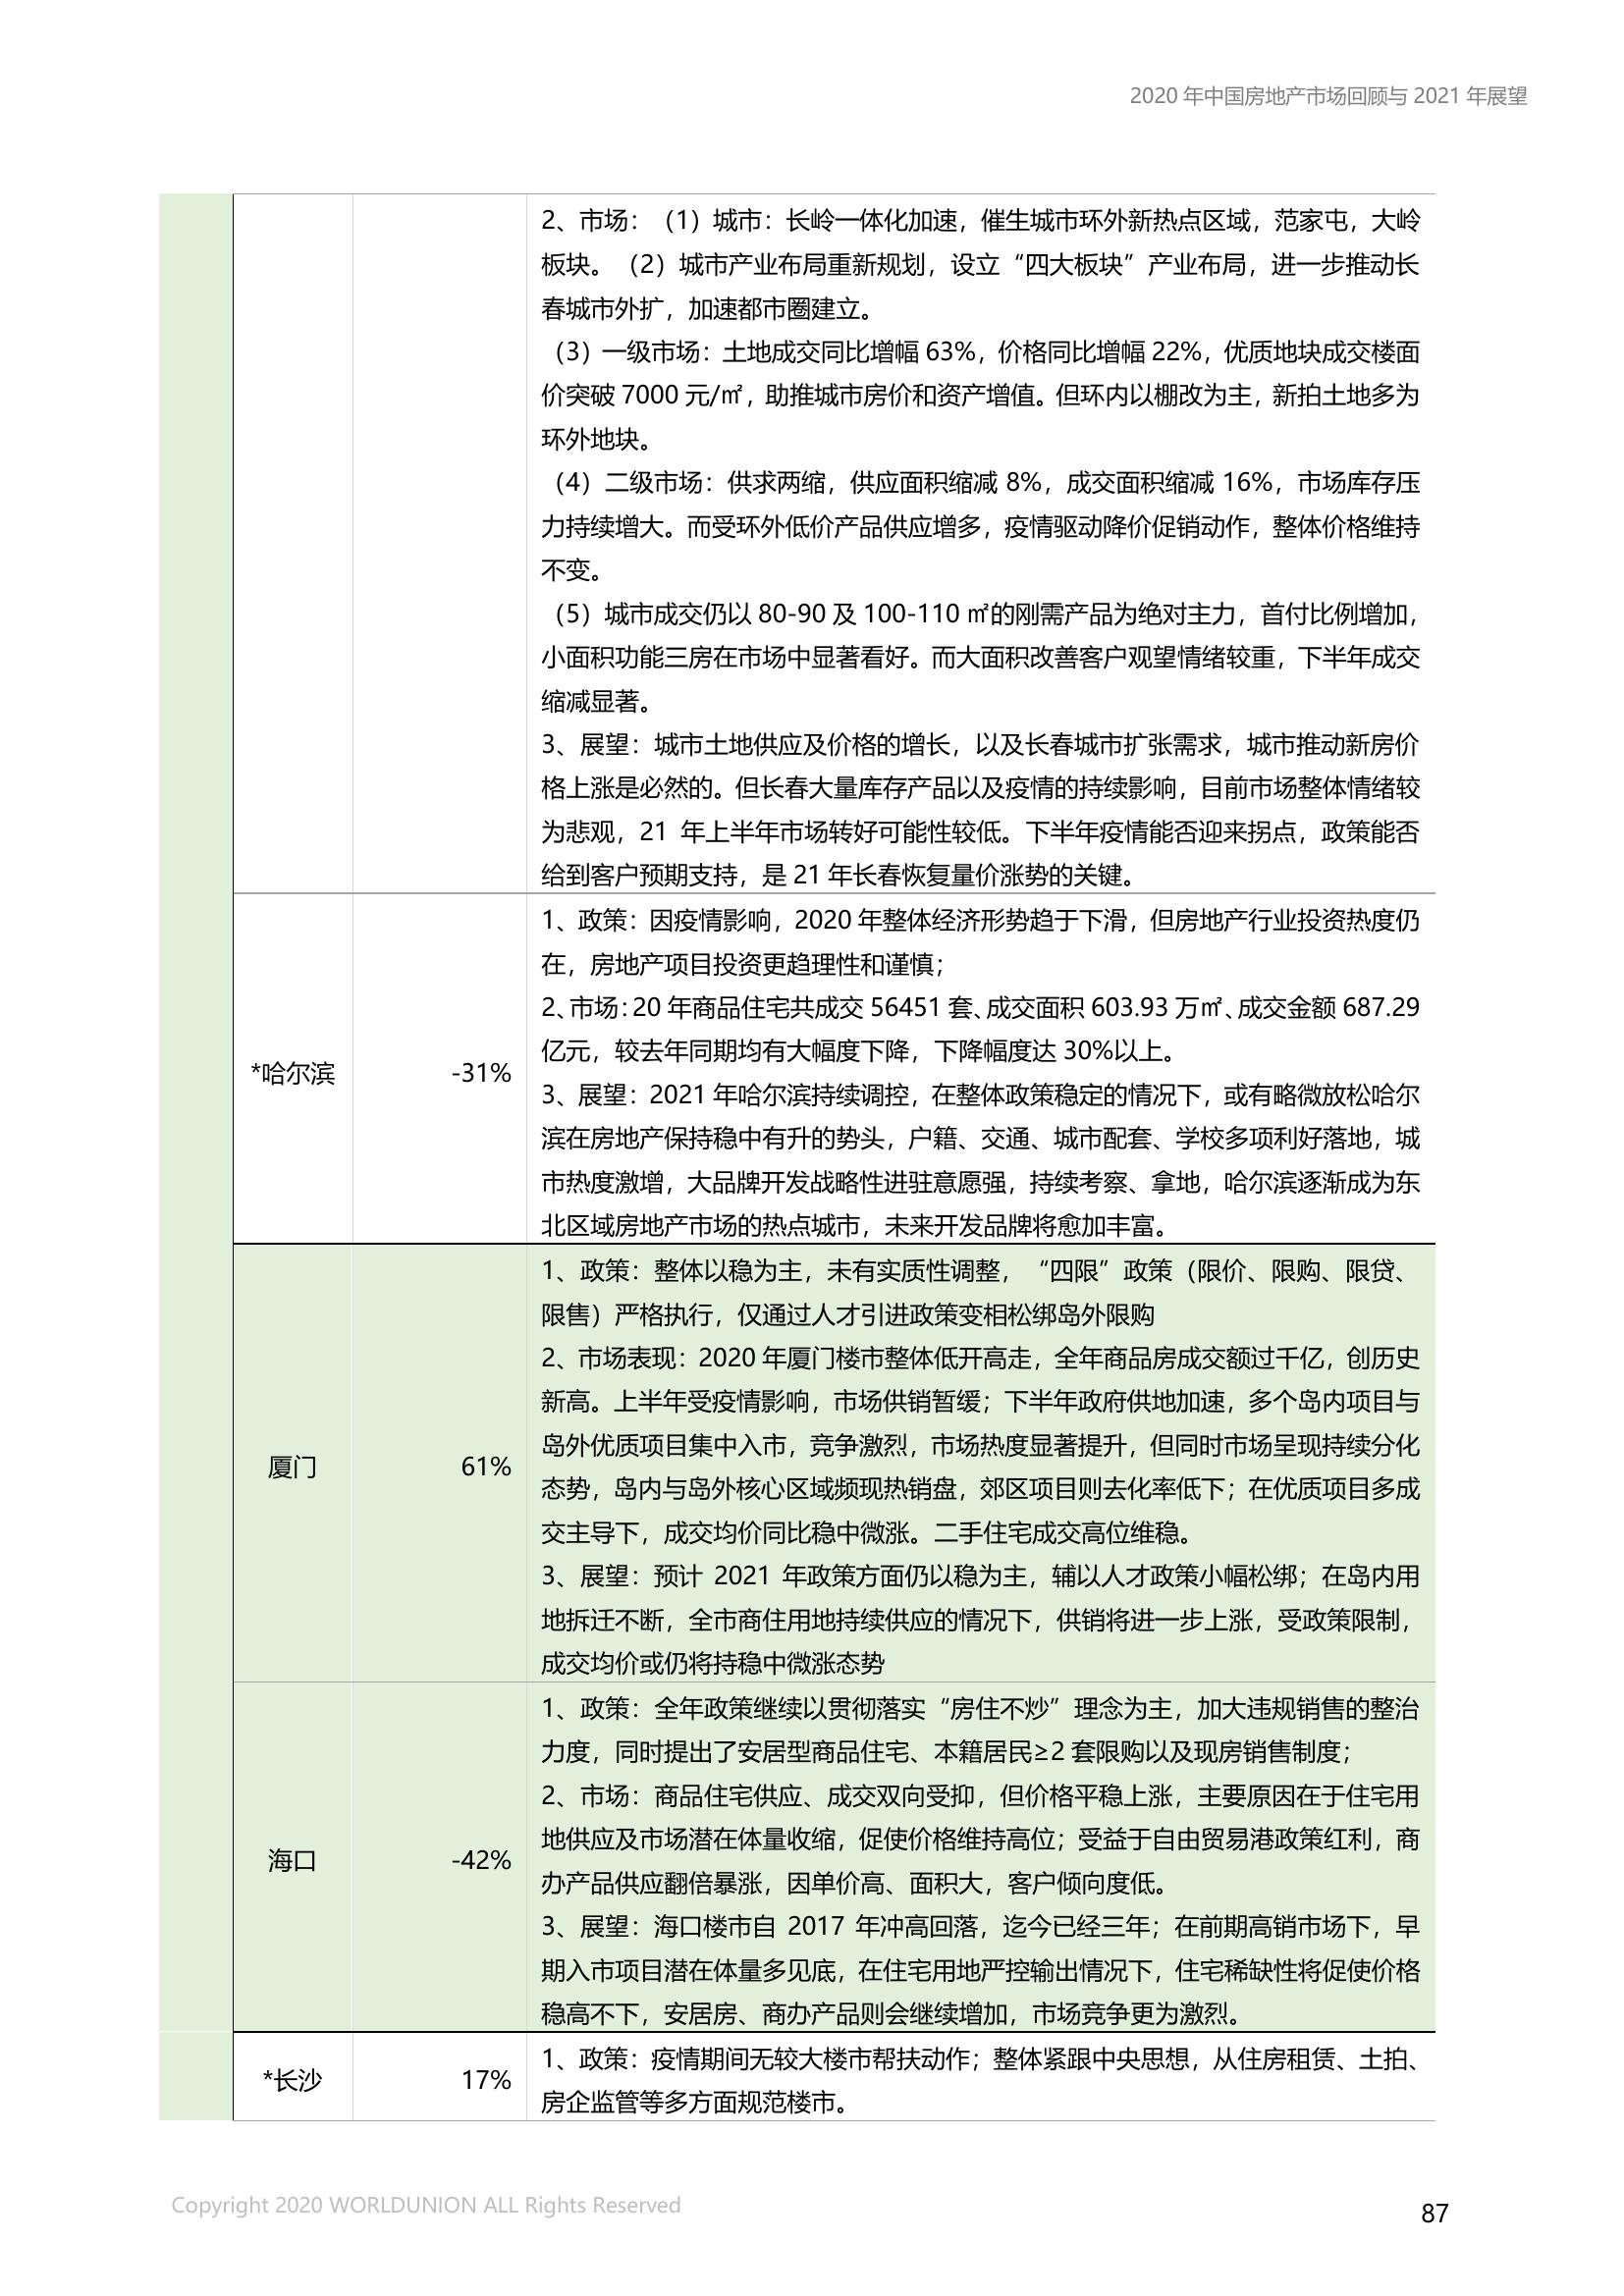 2020 年中国房地产市场回顾与 2021 年展望
2、市场：（1）城市：长岭一体化加速，催生城市环外新热点区域，范家屯，大岭
板块。（2）城市产业布局重新规划，设立“四大板块”产业布局，进一步推动长
春城市外扩，加速都市圈建立。
（3）一级市场：土地成交同比增幅 63%，价格同比增幅 22%，优质地块成交楼面
价突破 7000 元/㎡，助推城市房价和资产增值。但环内以棚改为主，新拍土地多为
环外地块。
（4）二级市场：供求两缩，供应面积缩减 8%，成交面积缩减 16%，市场库存压
力持续增大。而受环外低价产品供应增多，疫情驱动降价促销动作，整体价格维持
不变。
（5）城市成交仍以 80-90 及 100-110 ㎡的刚需产品为绝对主力，首付比例增加，
小面积功能三房在市场中显著看好。而大面积改善客户观望情绪较重，下半年成交
缩减显著。
3、展望：城市土地供应及价格的增长，以及长春城市扩张需求，城市推动新房价
格上涨是必然的。但长春大量库存产品以及疫情的持续影响，目前市场整体情绪较
为悲观，21 年上半年市场转好可能性较低。下半年疫情能否迎来拐点，政策能否
给到客户预期支持，是 21 年长春恢复量价涨势的关键。
*哈尔滨
-31%
1、政策：因疫情影响，2020 年整体经济形势趋于下滑，但房地产行业投资热度仍
在，房地产项目投资更趋理性和谨慎；
2、市场：20 年商品住宅共成交 56451 套、成交面积 603.93 万㎡、成交金额 687.29
亿元，较去年同期均有大幅度下降，下降幅度达 30%以上。
3、展望：2021 年哈尔滨持续调控，在整体政策稳定的情况下，或有略微放松哈尔
滨在房地产保持稳中有升的势头，户籍、交通、城市配套、学校多项利好落地，城
市热度激增，大品牌开发战略性进驻意愿强，持续考察、拿地，哈尔滨逐渐成为东
北区域房地产市场的热点城市，未来开发品牌将愈加丰富。
厦门
61%
1、政策：整体以稳为主，未有实质性调整，“四限”政策（限价、限购、限贷、
限售）严格执行，仅通过人才引进政策变相松绑岛外限购
2、市场表现：2020 年厦门楼市整体低开高走，全年商品房成交额过千亿，创历史
新高。上半年受疫情影响，市场供销暂缓；下半年政府供地加速，多个岛内项目与
岛外优质项目集中入市，竞争激烈，市场热度显著提升，但同时市场呈现持续分化
态势，岛内与岛外核心区域频现热销盘，郊区项目则去化率低下；在优质项目多成
交主导下，成交均价同比稳中微涨。二手住宅成交高位维稳。
3、展望：预计 2021 年政策方面仍以稳为主，辅以人才政策小幅松绑；在岛内用
地拆迁不断，全市商住用地持续供应的情况下，供销将进一步上涨，受政策限制，
成交均价或仍将持稳中微涨态势
海口
-42%
1、政策：全年政策继续以贯彻落实“房住不炒”理念为主，加大违规销售的整治
力度，同时提出了安居型商品住宅、本籍居民≥2 套限购以及现房销售制度；
2、市场：商品住宅供应、成交双向受抑，但价格平稳上涨，主要原因在于住宅用
地供应及市场潜在体量收缩，促使价格维持高位；受益于自由贸易港政策红利，商
办产品供应翻倍暴涨，因单价高、面积大，客户倾向度低。
3、展望：海口楼市自 2017 年冲高回落，迄今已经三年；在前期高销市场下，早
期入市项目潜在体量多见底，在住宅用地严控输出情况下，住宅稀缺性将促使价格
稳高不下，安居房、商办产品则会继续增加，市场竞争更为激烈。
*长沙
17%
1、政策：疫情期间无较大楼市帮扶动作；整体紧跟中央思想，从住房租赁、土拍、
房企监管等多方面规范楼市。
Copyright 2020 WORLDUNION ALL Rights Reserved
87